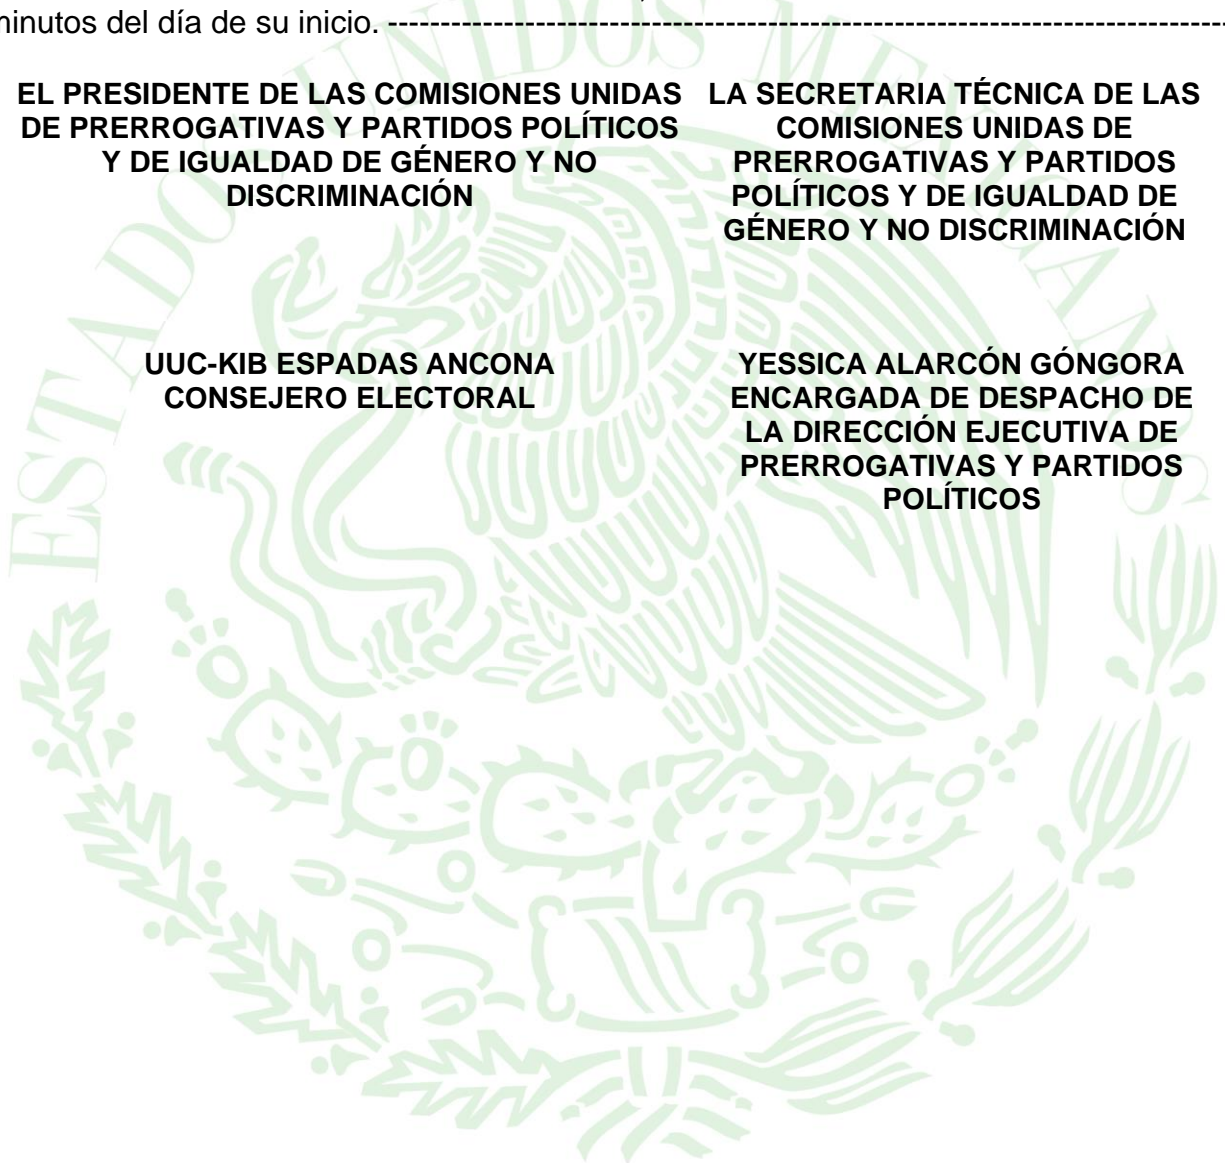 minutos del día de su inicio. --------------------------------------------------------------------------------
EL PRESIDENTE DE LAS COMISIONES UNIDAS
DE PRERROGATIVAS Y PARTIDOS POLÍTICOS
Y DE IGUALDAD DE GÉNERO Y NO
DISCRIMINACIÓN
LA SECRETARIA TÉCNICA DE LAS
COMISIONES UNIDAS DE
PRERROGATIVAS Y PARTIDOS
POLÍTICOS Y DE IGUALDAD DE
GÉNERO Y NO DISCRIMINACIÓN
UUC-KIB ESPADAS ANCONA
CONSEJERO ELECTORAL
YESSICA ALARCÓN GÓNGORA
ENCARGADA DE DESPACHO DE
LA DIRECCIÓN EJECUTIVA DE
PRERROGATIVAS Y PARTIDOS
POLÍTICOS
ESTADOS UNIDOS MEXICANOS